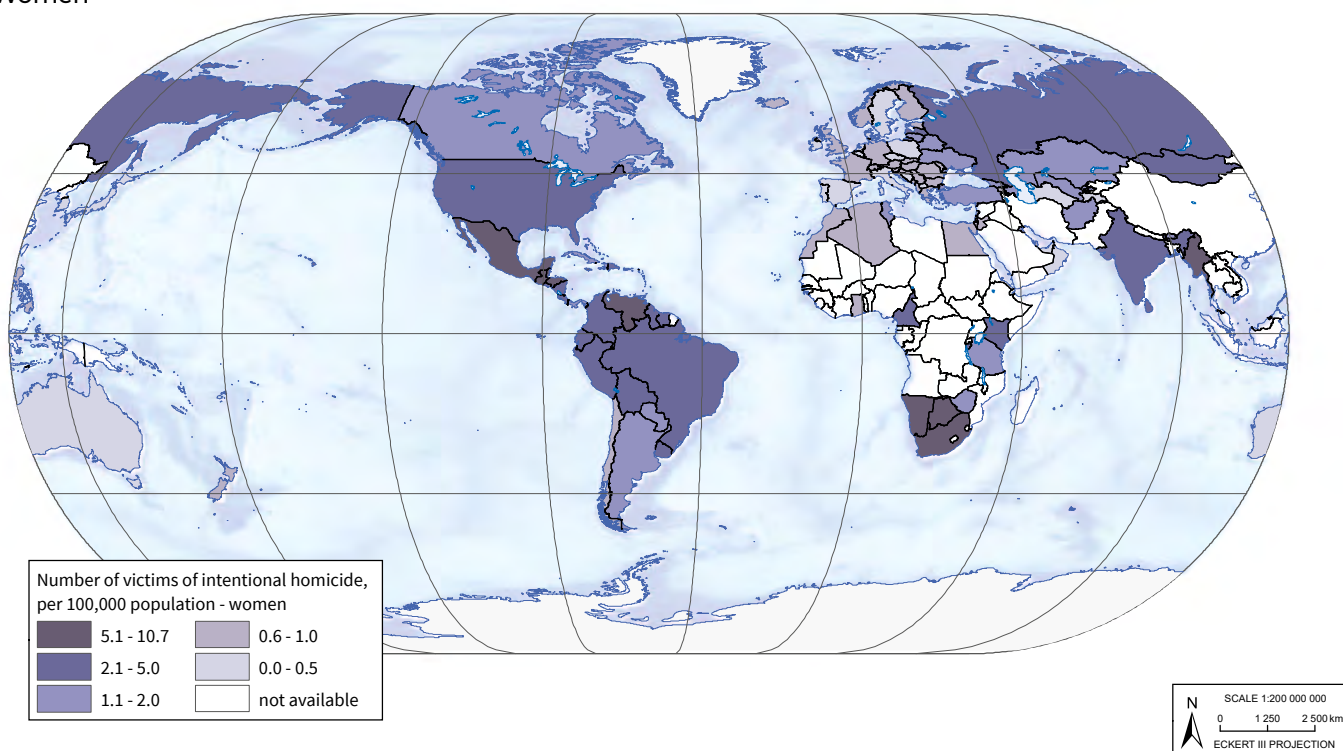 Number of victims of intentional homicide,
per 100,000 population - women
5.1 - 10.7
0.6 - 1.0
2.1 - 5.0
0.0 - 0.5
1.1 - 2.0
not available
N
SCALE 1:200 000 000
0 1 250 2 500 km
ECKERT III PROJECTION